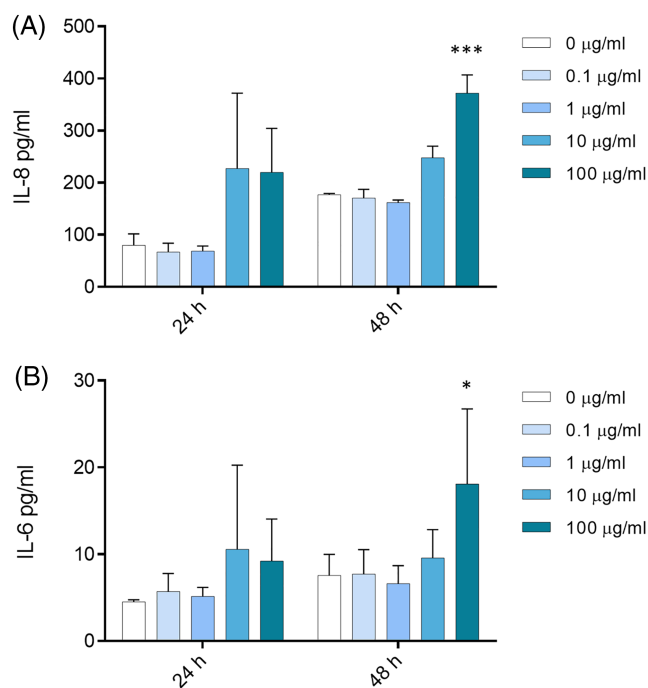 (A)
500
400
300
200
100
0
IL-8 pg/ml
24 h
48 h
***
0 µg/ml
0.1 µg/ml
1 µg/ml
10 µg/ml
100 µg/ml
(B)
30
20
10
0
IL-6 pg/ml
24 h
48 h
*
0 µg/ml
0.1 µg/ml
1 µg/ml
10 µg/ml
100 µg/ml